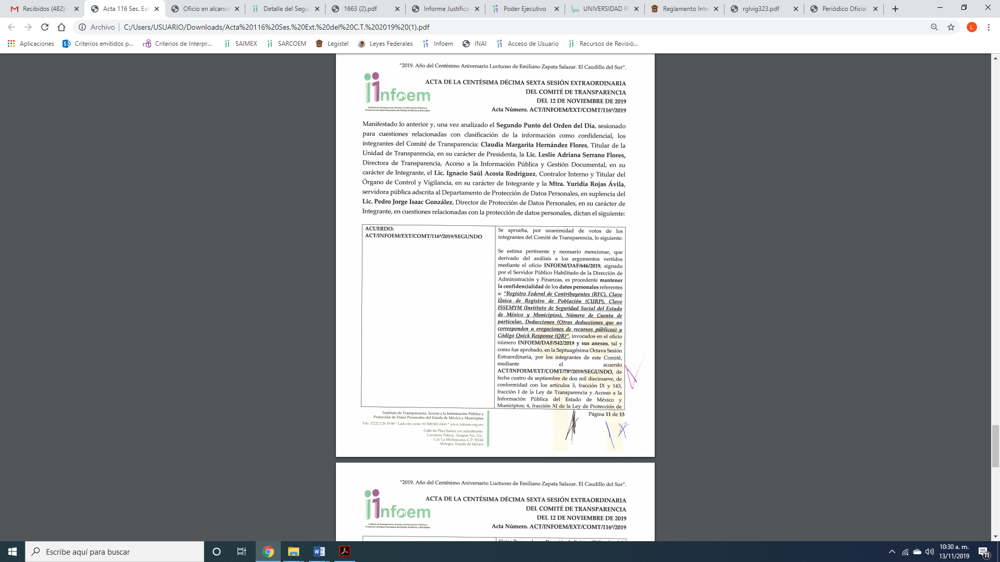 Recibidos (482) -
Acta 116 Ses. Ext
Oficio en alcance
Detalle del Segui
1663 (2).pdf
Informe Justifica
Poder Ejecutivo
UNIVERSIDAD PO
Reglamento Inte
rglvig323.pdf
Periódico Oficial
Archivo
C:/Users/USUARIO/Downloads/Acta%20116%20Ses.%20Ext.%20del%20C.T.%202019%20(1).pdf
L
Aplicaciones
Criterios emitidos p...
Criterios de Interpr...
SAIMEX
SARCOEM
Legistel
Leyes Federales
Infoem
INAI
Acceso de Usuario
Recursos de Revisió...
"2019. Año del Centésimo Aniversario Luctuoso de Emiliano Zapata Salazar. El Caudillo del Sur".
infoem
Instituto de Transparencia, Acceso a la Información Pública y
Protección de Datos Personales del Estado de México y Municipios
ACTA DE LA CENTÉSIMA DÉCIMA SEXTA SESIÓN EXTRAORDINARIA
DEL COMITÉ DE TRANSPARENCIA
DEL 12 DE NOVIEMBRE DE 2019
Acta Número. ACT/INFOEM/EXT/COMT/116ª/2019
Manifestado lo anterior y, una vez analizado el Segundo Punto del Orden del Día, sesionado
para cuestiones relacionadas con clasificación de la información como confidencial, los
integrantes del Comité de Transparencia: Claudia Margarita Hernández Flores, Titular de la
Unidad de Transparencia, en su carácter de Presidenta, la Lic. Leslie Adriana Serrano Flores,
Directora de Transparencia, Acceso a la Información Pública y Gestión Documental, en su
carácter de Integrante, el Lic. Ignacio Saúl Acosta Rodríguez, Contralor Interno y Titular del
Órgano de Control y Vigilancia, en su carácter de Integrante y la Mtra. Yuridia Rojas Ávila,
servidora pública adscrita al Departamento de Protección de Datos Personales, en suplencia del
Lic. Pedro Jorge Isaac González, Director de Protección de Datos Personales, en su carácter de
Integrante, en cuestiones relacionadas con la protección de datos personales, dictan el siguiente:
ACUERDO:
ACT/INFOEM/EXT/COMT/116ª/2019/SEGUNDO
Se aprueba, por unanimidad de votos de los
integrantes del Comité de Transparencia, lo siguiente:
Se estima pertinente y necesario mencionar, que
derivado del análisis a los argumentos vertidos
mediante el oficio INFOEM/DAF/646/2019, signado
por el Servidor Público Habilitado de la Dirección de
Administración y Finanzas, es procedente mantener
la confidencialidad de los datos personales referentes
a: "Registro Federal de Contribuyentes (RFC), Clave
Única de Registro de Población (CURP), Clave
ISSEMYM (Instituto de Seguridad Social del Estado
de México y Municipios), Número de Cuenta de
particular, Deducciones (Otras deducciones que no
corresponden a erogaciones de recursos públicos) y
Código Quick Response (QR)", invocados en el oficio
número INFOEM/DAF/542/2019 y sus anexos, tal y
como fue aprobado, en la Septuagésima Octava Sesión
Extraordinaria, por los integrantes de este Comité,
mediante el acuerdo
ACT/INFOEM/EXT/COMT/78ª/2019/SEGUNDO, de
fecha cuatro de septiembre de dos mil diecinueve, de
conformidad con los artículos 3, fracción IX y 143,
fracción I de la Ley de Transparencia y Acceso a la
Información Pública del Estado de México y
Municipios; 4, fracción XI de la Ley de Protección de
Instituto de Transparencia, Acceso a la Información Pública y
Protección de Datos Personales del Estado de México y Municipios
Tels. (722) 2 26 19 80 * Lada sin costo: 01 800 821 0441 * www.infoem.org.mx
Calle de Pino Suárez s/n actualmente
Carretera Toluca - Ixtapan No. 111,
Col. La Michoacana, C.P. 52166
Metepec, Estado de México
Página 11 de 13
"2019. Año del Centésimo Aniversario Luctuoso de Emiliano Zapata Salazar. El Caudillo del Sur".
infoem
Instituto de Transparencia, Acceso a la Información Pública y
Protección de Datos Personales del Estado de México y Municipios
ACTA DE LA CENTÉSIMA DÉCIMA SEXTA SESIÓN EXTRAORDINARIA
DEL COMITÉ DE TRANSPARENCIA
DEL 12 DE NOVIEMBRE DE 2019
Acta Número. ACT/INFOEM/EXT/COMT/116ª/2019
Escribe aquí para buscar
10:30 a. m.
13/11/2019
11